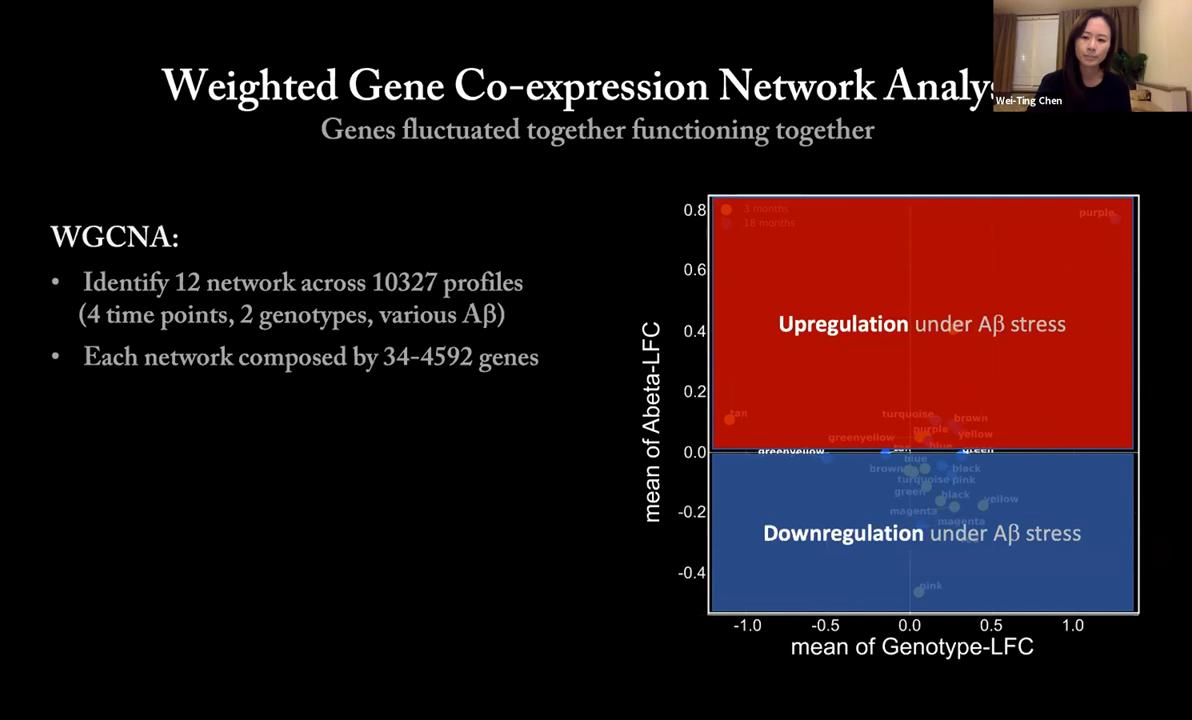 Weighted Gene Co-expression Network Analys
Wei-Ting Chen
Genes fluctuated together functioning together
WGCNA:
• Identify 12 network across 10327 profiles
(4 time points, 2 genotypes, various Aβ)
• Each network composed by 34-4592 genes
mean of Abeta-LFC
0.8
0.6
0.4
0.2
0.0
-0.2
-0.4
3 months
18 months
purple
Upregulation under Aβ stress
tan
turquoise
brown
purple
yellow
greenyellow
blue
greenyellow
tan
green
blue
brown
black
turquoise
pink
green
black
yellow
magenta
magenta
Downregulation under Aβ stress
pink
-1.0
-0.5
0.0
0.5
1.0
mean of Genotype-LFC